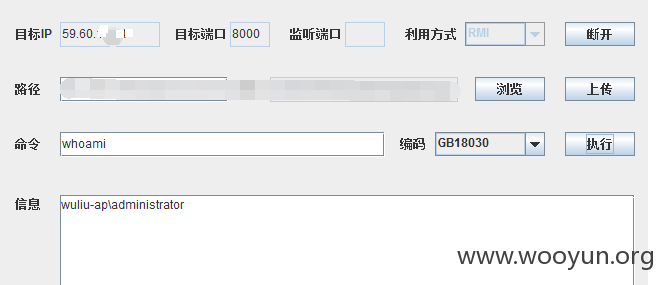 目标IP 59.60. 目标端口 8000 监听端口 利用方式 RMI 断开
路径 浏览 上传
命令 whoami 编码 GB18030 执行
信息 wuliu-ap\administrator
www.wooyun.org